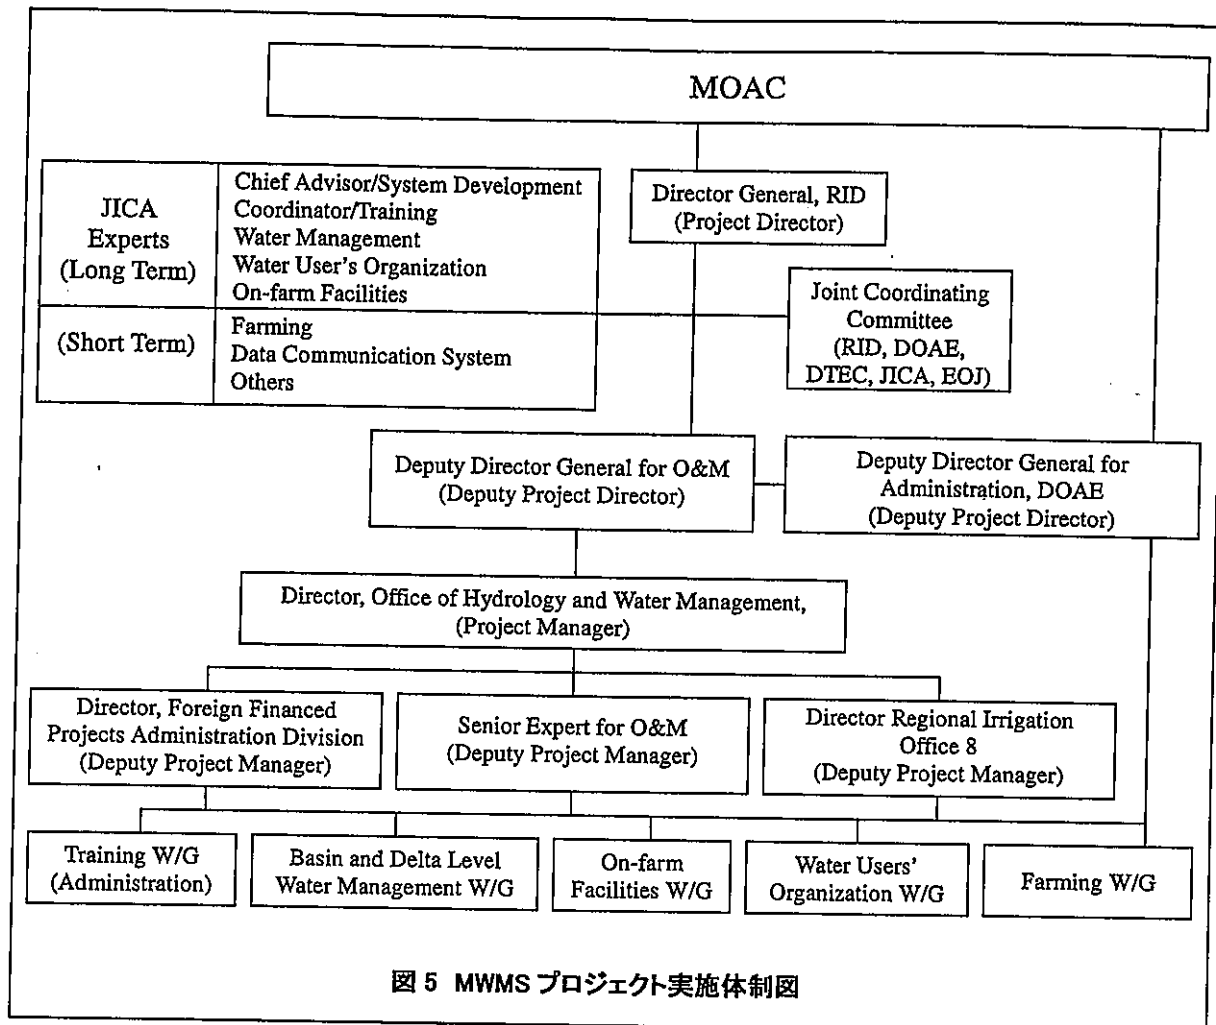 MOAC
JICA
Experts
(Long Term)
Chief Advisor/System Development
Coordinator/Training
Water Management
Water User's Organization
On-farm Facilities
(Short Term)
Farming
Data Communication System
Others
Director General, RID
(Project Director)
Joint Coordinating
Committee
(RID, DOAE,
DTEC, JICA, EOJ)
Deputy Director General for O&M
(Deputy Project Director)
Deputy Director General for
Administration, DOAE
(Deputy Project Director)
Director, Office of Hydrology and Water Management,
(Project Manager)
Director, Foreign Financed
Projects Administration Division
(Deputy Project Manager)
Senior Expert for O&M
(Deputy Project Manager)
Director Regional Irrigation
Office 8
(Deputy Project Manager)
Training W/G
(Administration)
Basin and Delta Level
Water Management W/G
On-farm
Facilities W/G
Water Users'
Organization W/G
Farming W/G
図 5 MWMS プロジェクト実施体制図